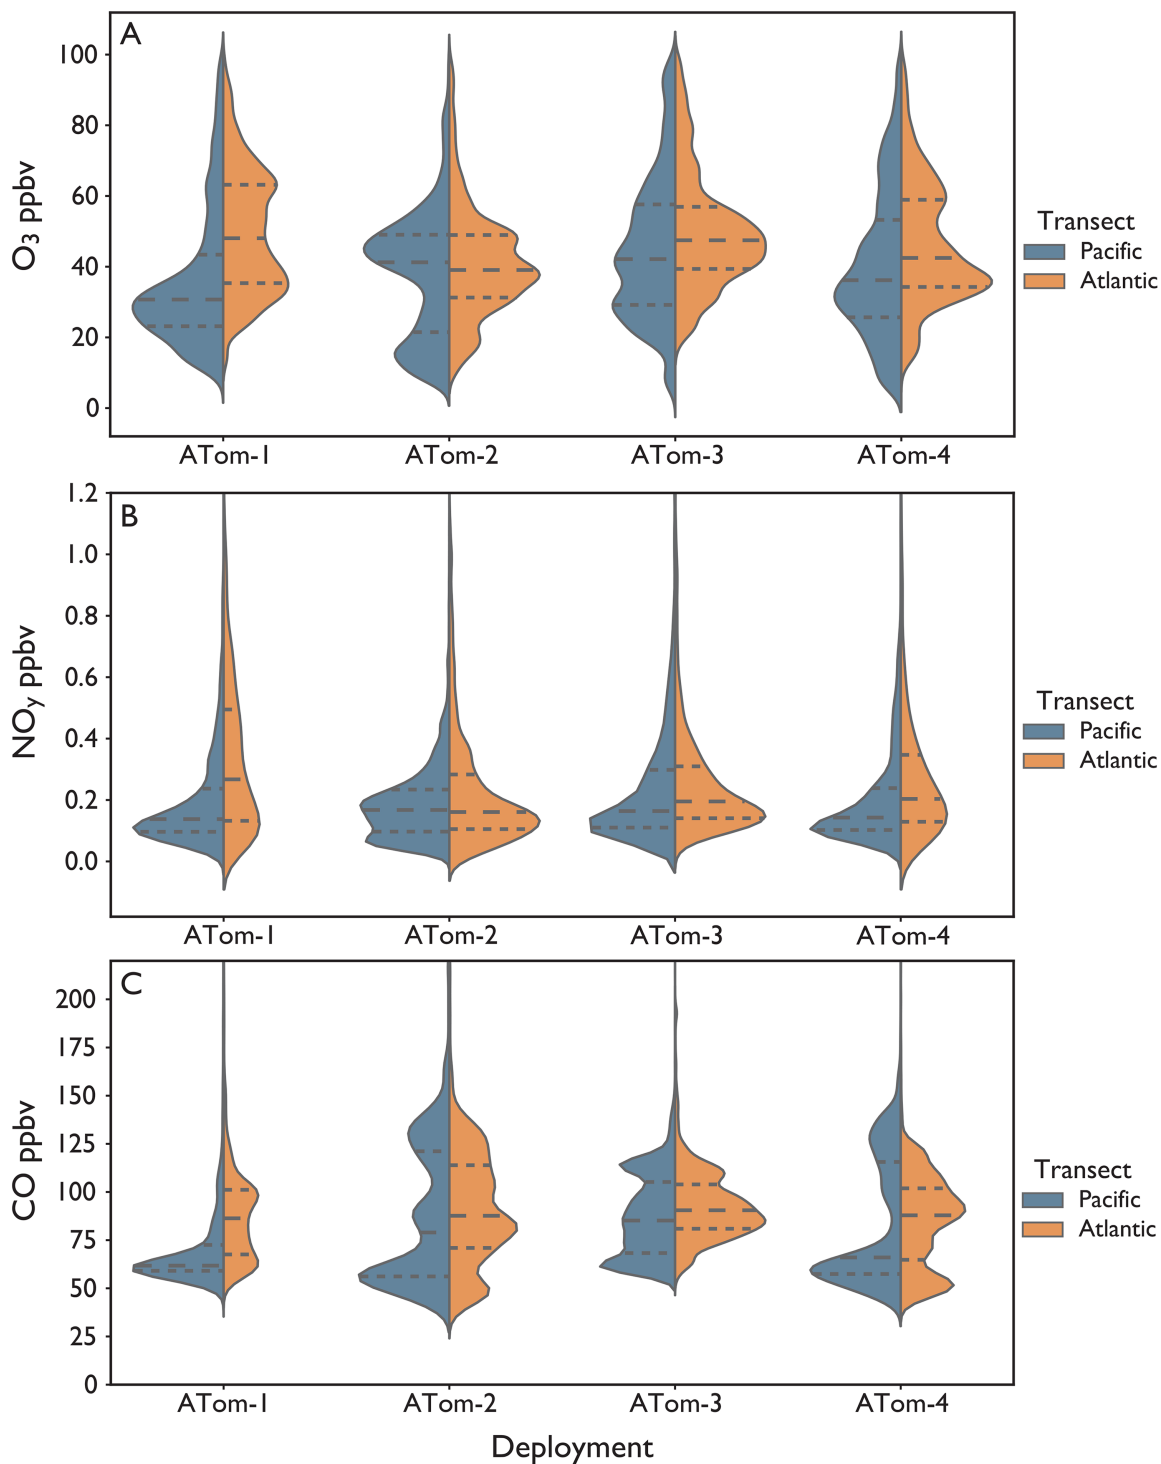 A
100
80
60
40
20
0
O3 ppbv
ATom-1 ATom-2 ATom-3 ATom-4
Transect
Pacific
Atlantic
B
1.2
1.0
0.8
0.6
0.4
0.2
0.0
NOy ppbv
ATom-1 ATom-2 ATom-3 ATom-4
Transect
Pacific
Atlantic
C
200
175
150
125
100
75
50
25
0
CO ppbv
ATom-1 ATom-2 ATom-3 ATom-4
Transect
Pacific
Atlantic
Deployment